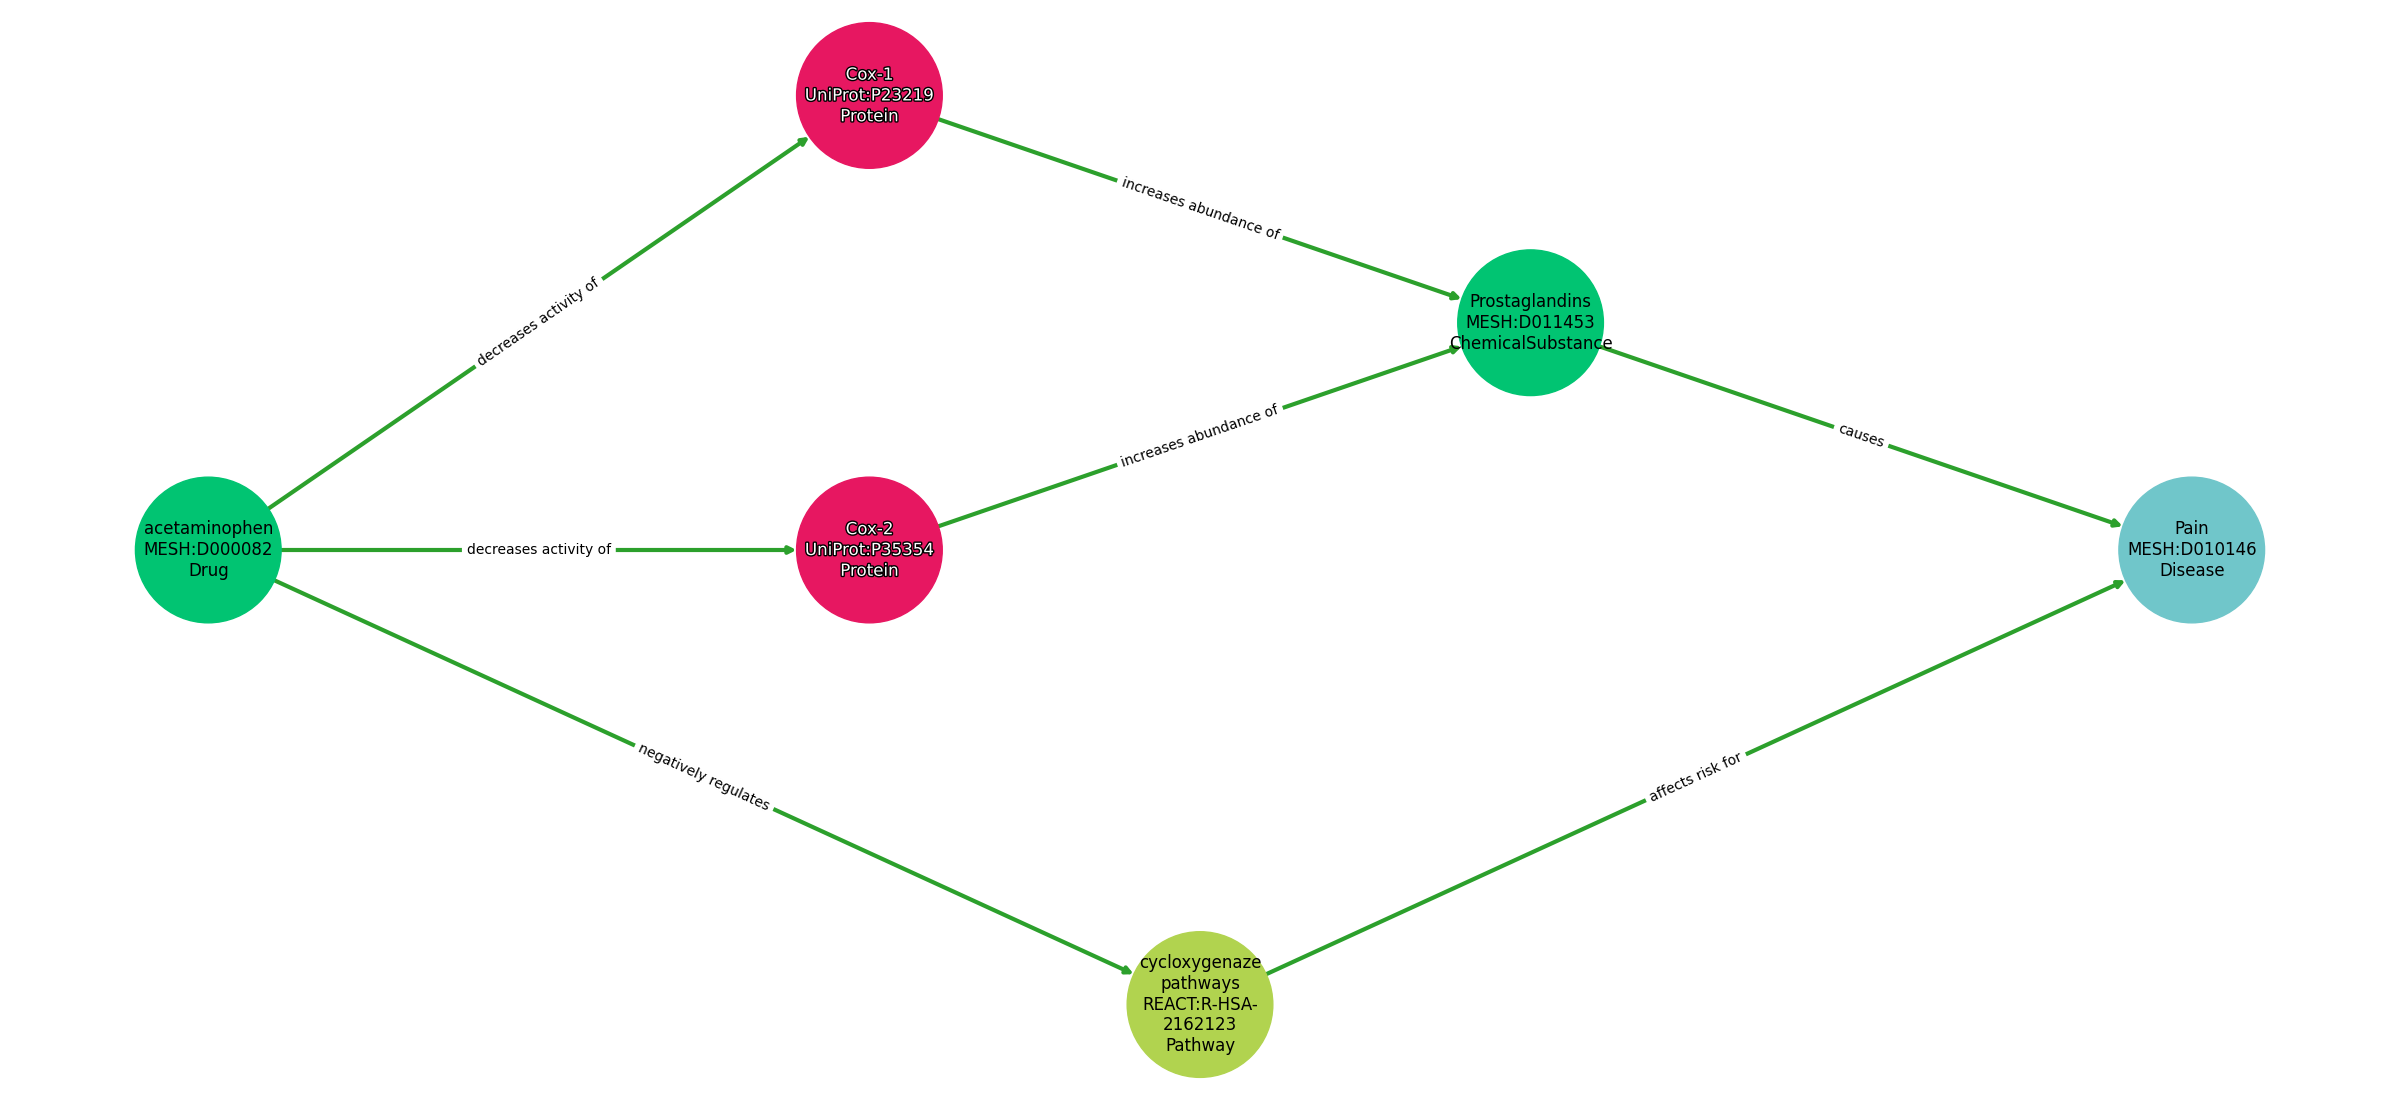 Cox-1
UniProt:P23219
Protein
increases abundance of
decreases activity of
Prostaglandins
MESH:D011453
ChemicalSubstance
increases abundance of
causes
acetaminophen
MESH:D000082
Drug
decreases activity of
Cox-2
UniProt:P35354
Protein
Pain
MESH:D010146
Disease
negatively regulates
affects risk for
cycloxygenaze
pathways
REACT:R-HSA-
2162123
Pathway